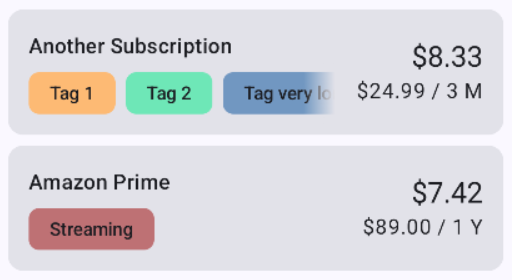 Another Subscription
$8.33
Tag 1 Tag 2 Tag very lo
$24.99 / 3 M
Amazon Prime
$7.42
Streaming
$89.00 / 1 Y